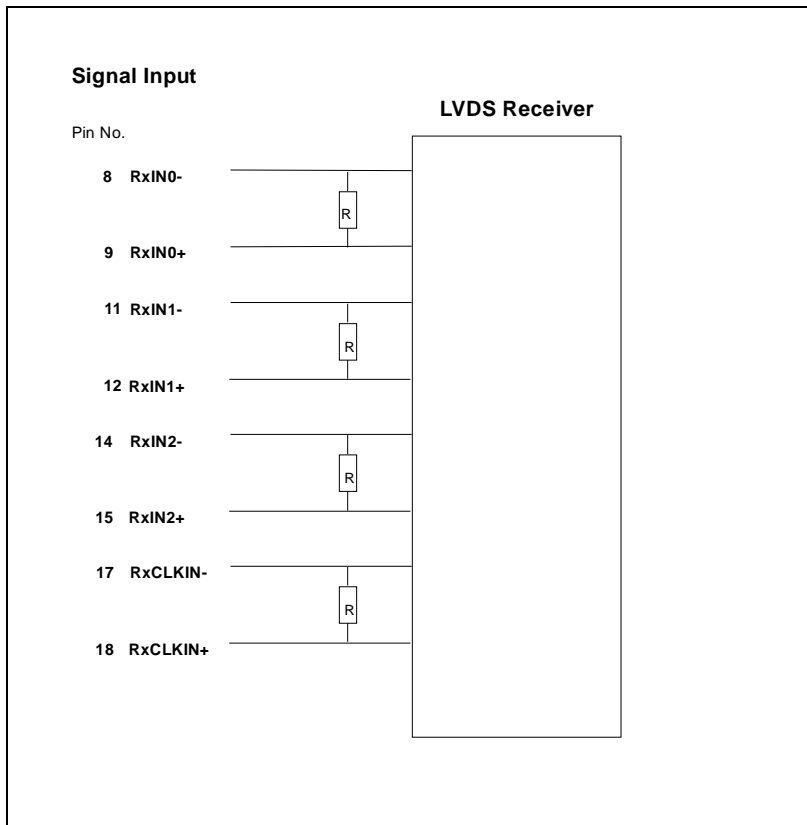 Signal Input
LVDS Receiver
Pin No.
8 RxIN0-
R
9 RxIN0+
11 RxIN1-
R
12 RxIN1+
14 RxIN2-
R
15 RxIN2+
17 RxCLKIN-
R
18 RxCLKIN+